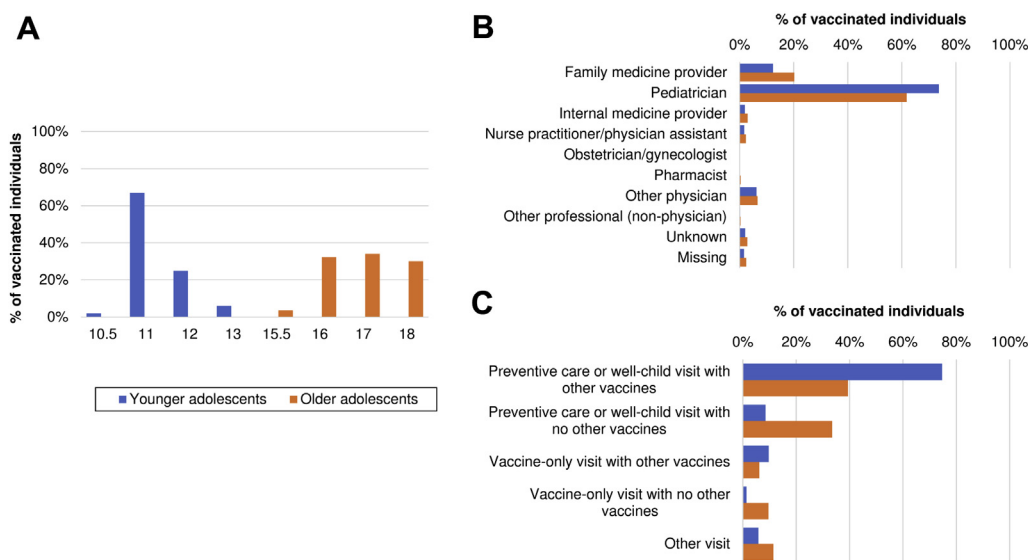 A
% of vaccinated individuals
100%
80%
60%
40%
20%
0%
10.5 11 12 13 15.5 16 17 18
Younger adolescents Older adolescents
B
% of vaccinated individuals
0% 20% 40% 60% 80% 100%
Family medicine provider
Pediatrician
Internal medicine provider
Nurse practitioner/physician assistant
Obstetrician/gynecologist
Pharmacist
Other physician
Other professional (non-physician)
Unknown
Missing
C
% of vaccinated individuals
0% 20% 40% 60% 80% 100%
Preventive care or well-child visit with
other vaccines
Preventive care or well-child visit with
no other vaccines
Vaccine-only visit with other vaccines
Vaccine-only visit with no other
vaccines
Other visit